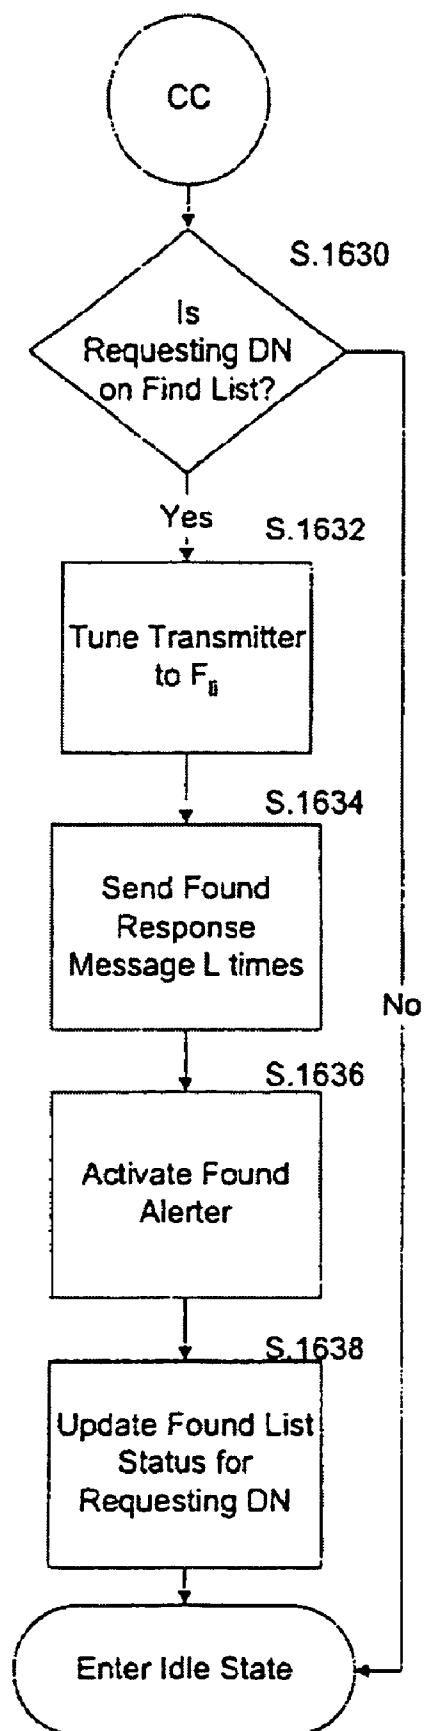 CC
S.1630
Is
Requesting DN
on Find List?
Yes
S.1632
Tune Transmitter
to F
S.1634
Send Found
Response
Message L times
No
S.1636
Activate Found
Alerter
S.1638
Update Found List
Status for
Requesting DN
Enter Idle State